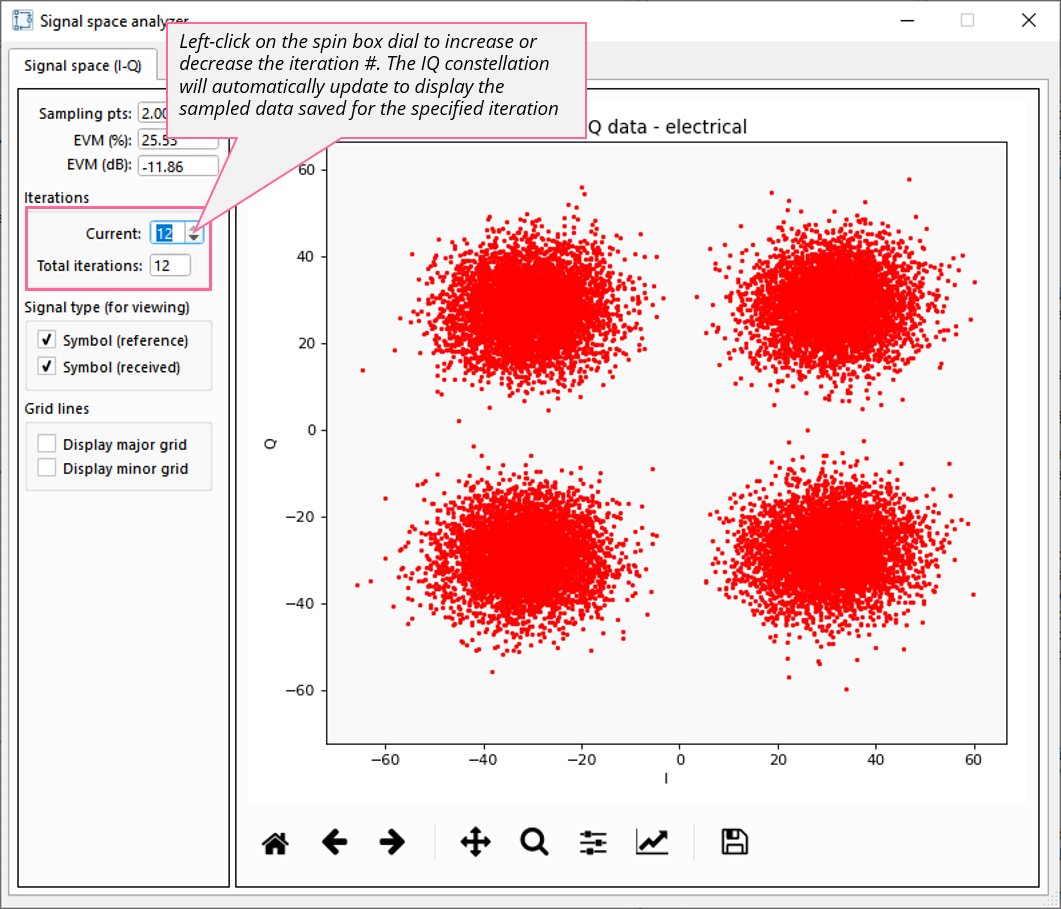 Signal space analyzer
Left-click on the spin box dial to increase or
decrease the iteration #. The IQ constellation
will automatically update to display the
sampled data saved for the specified iteration
Signal space (I-Q)
Sampling pts: 2.00
EVM (%): 25.53
EVM (dB): -11.86
Iterations
Current: 12
Total iterations: 12
Signal type (for viewing)
Symbol (reference)
Symbol (received)
Grid lines
Display major grid
Display minor grid
Q data - electrical
60
40
20
0
−20
−40
−60
Q
−60 −40 −20 0 20 40 60
I